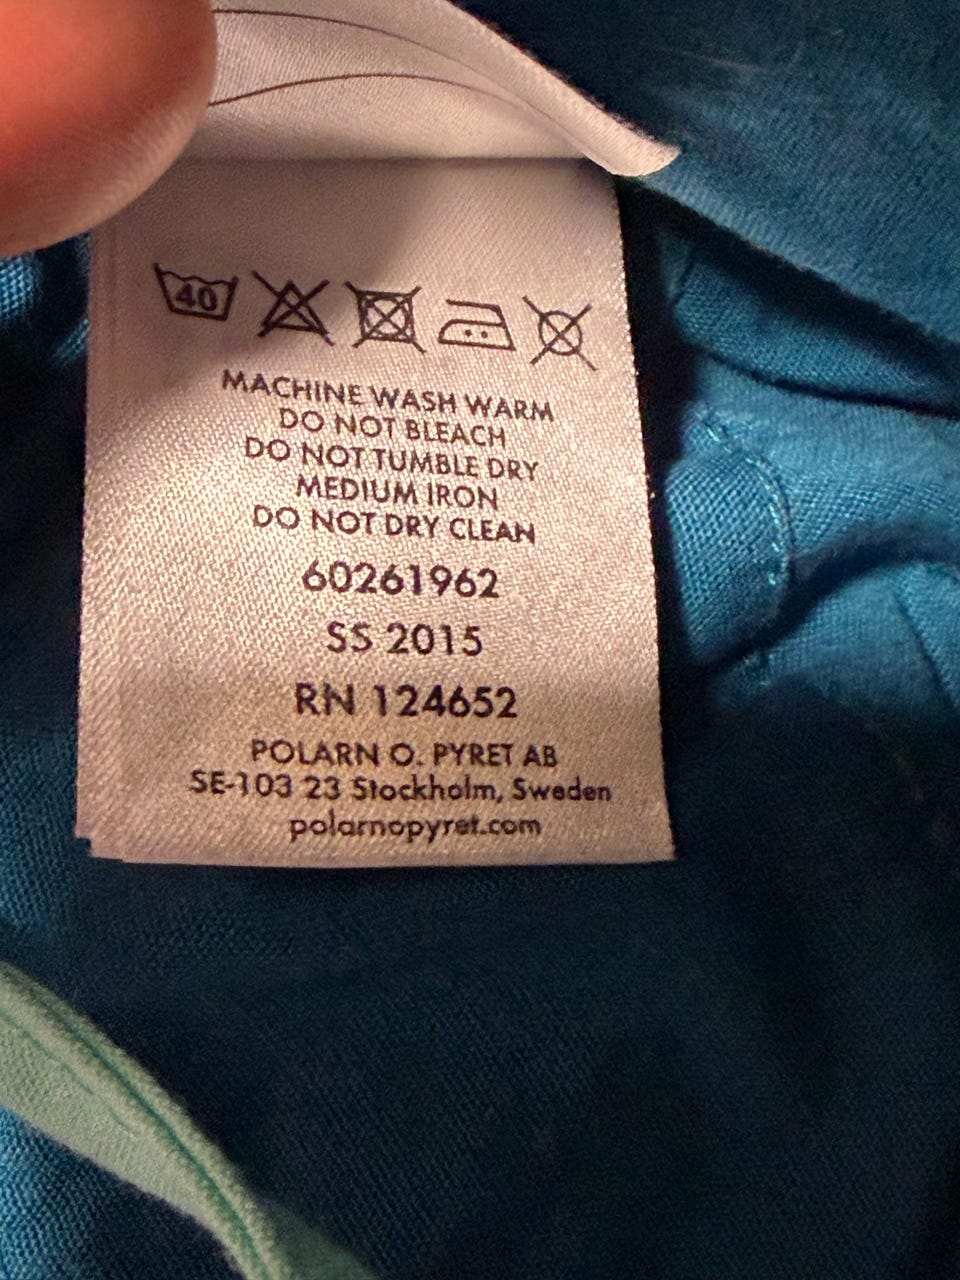 40
MACHINE WASH WARM
DO NOT BLEACH
DO NOT TUMBLE DRY
MEDIUM IRON
DO NOT DRY CLEAN
60261962
SS 2015
RN 124652
POLARN O. PYRET AB
SE-103 23 Stockholm, Sweden
polarnopyret.com